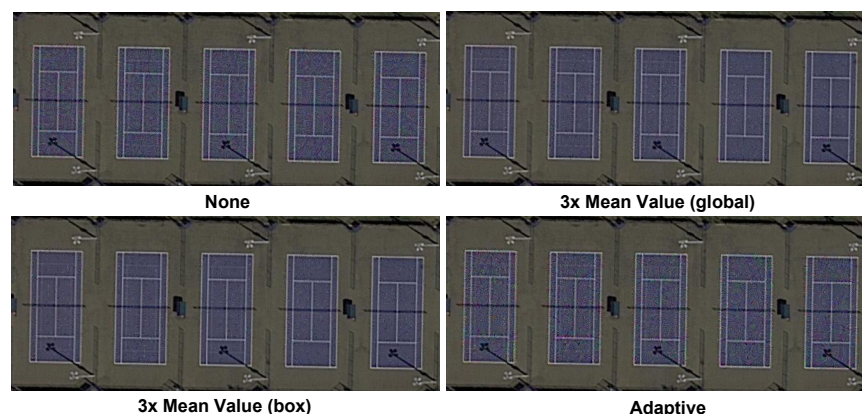 None
3x Mean Value (global)
3x Mean Value (box)
Adaptive